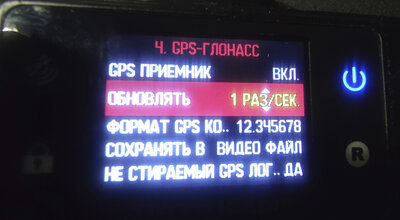 4. GPS-ГЛОНАСС
GPS ПРИЕМНИК ВКЛ.
ОБНОВЛЯТЬ 1 РАЗ/СЕК.
ФОРМАТ GPS КО.. 12.345678
СОХРАНЯТЬ В ВИДЕО ФАЙЛ
НЕ СТИРАЕМЫЙ GPS ЛОГ.. ДА
R